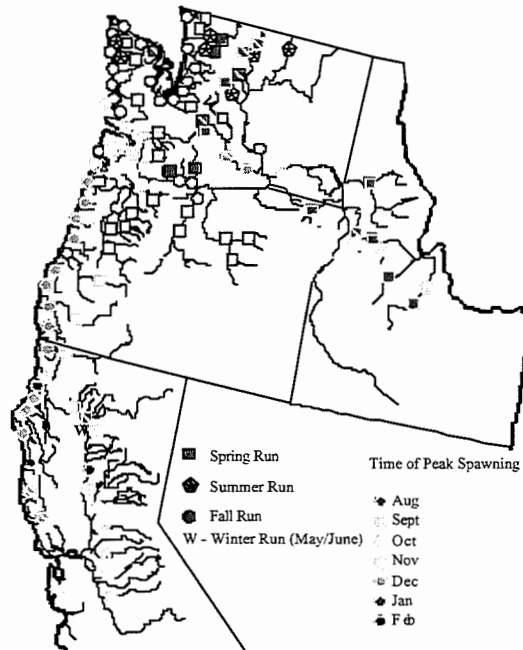 Spring Run
Summer Run
Fall Run
W - Winter Run (May/June)
Time of Peak Spawning
Aug
Sept
Oct
Nov
Dec
Jan
Feb
W